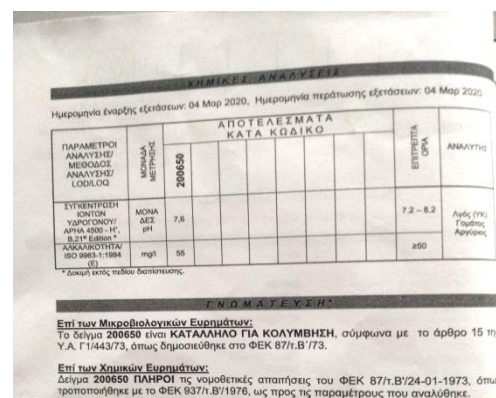 ΧΗΜΙΚΕΣ ΑΝΑΛΥΣΕΙΣ
Ημερομηνία έναρξης εξετάσεων: 04 Μαρ 2020, Ημερομηνία περάτωσης εξετάσεων: 04 Μαρ 2020
ΠΑΡΑΜΕΤΡΟΙ
ΑΝΑΛΥΣΗΣ/
ΜΕΘΟΔΟΣ
ΑΝΑΛΥΣΗΣ/
LOD/LOQ
ΜΟΝΑΔΑ
ΜΕΤΡΗΣΗΣ
ΑΠΟΤΕΛΕΣΜΑΤΑ
ΚΑΤΑ ΚΩΔΙΚΟ
200650
ΕΠΙΤΡΕΠΤΑ
ΟΡΙΑ
ΑΝΑΛΥΤΗΣ
ΣΥΓΚΕΝΤΡΩΣΗ
ΙΟΝΤΩΝ
ΥΔΡΟΓΟΝΟΥ/
APHA 4500 - H⁺,
B,21ˢᵗ Edition *
ΜΟΝΑ
ΔΕΣ
pH
7,6
7,2 – 8,2
Λγός (ΥΚ)
Γαμάτος
Αργύριος
ΑΛΚΑΛΙΚΟΤΗΤΑ/
ISO 9963-1:1994
(E)
mg/l
55
≥50
* Δοκιμή εκτός πεδίου διαπίστευσης.
ΓΝΩΜΑΤΕΥΣΗ*
Επί των Μικροβιολογικών Ευρημάτων:
Το δείγμα 200650 είναι ΚΑΤΑΛΛΗΛΟ ΓΙΑ ΚΟΛΥΜΒΗΣΗ, σύμφωνα με το άρθρο 15 τη
Υ.Α. Γ1/443/73, όπως δημοσιεύθηκε στο ΦΕΚ 87/τ.Β΄/73.
Επί των Χημικών Ευρημάτων:
Δείγμα 200650 ΠΛΗΡΟΙ τις νομοθετικές απαιτήσεις του ΦΕΚ 87/τ.Β'/24-01-1973, όπω
τροποποιήθηκε με το ΦΕΚ 937/τ.Β'/1976, ως προς τις παραμέτρους που αναλύθηκε.